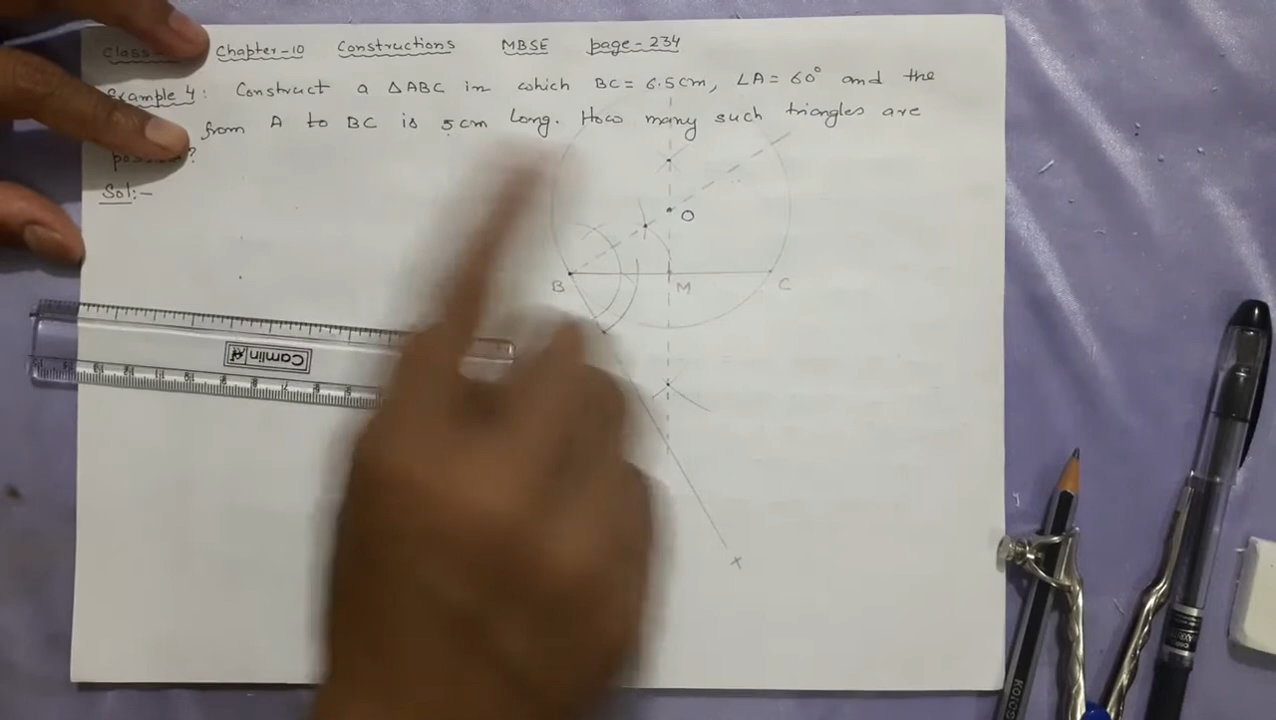 Class Chapter-10 Constructions MBSE page-234
Example 4: Construct a ΔABC in which BC = 6.5cm, ∠A = 60° and the
from A to BC is 5cm long. How many such triangles are
?
Sol:-
O
B M C
X
Camlin